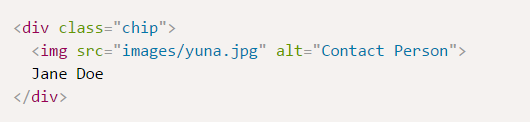 <div class="chip">
  <img src="images/yuna.jpg" alt="Contact Person">
  Jane Doe
</div>